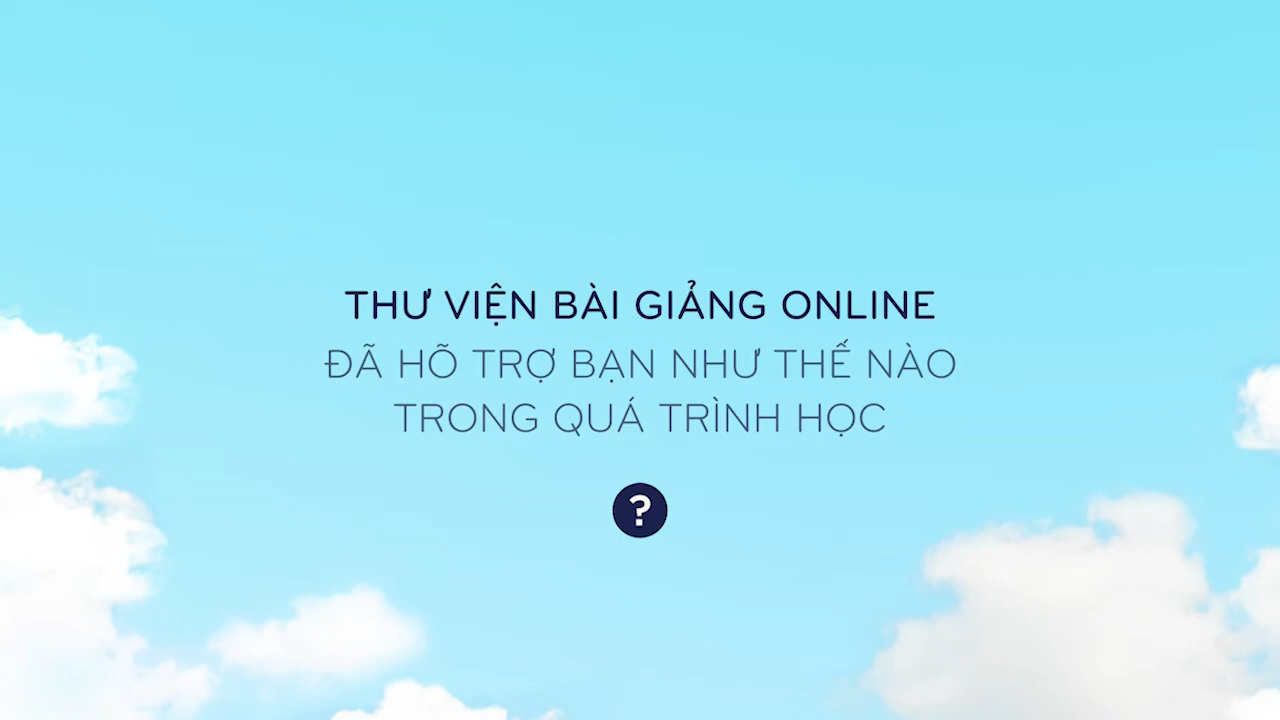 THƯ VIỆN BÀI GIẢNG ONLINE
ĐÃ HỖ TRỢ BẠN NHƯ THẾ NÀO
TRONG QUÁ TRÌNH HỌC
?